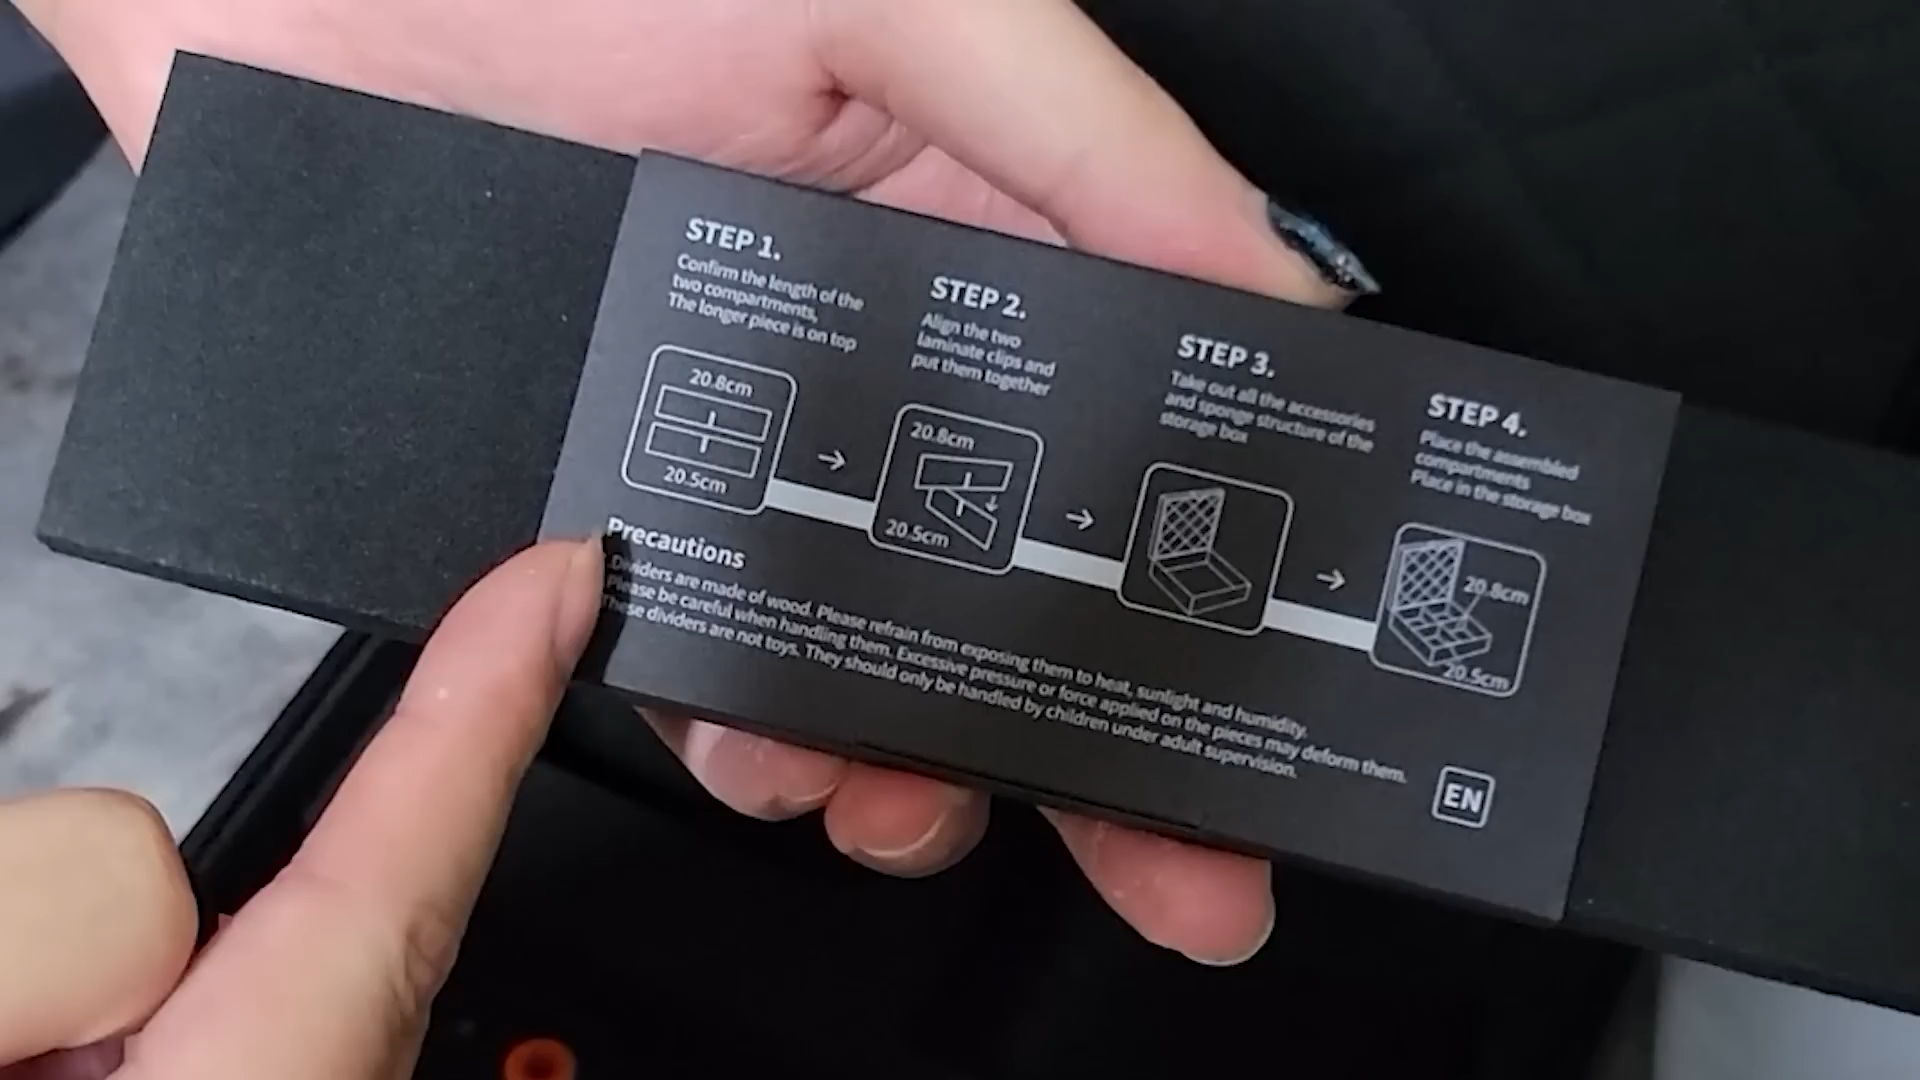 STEP 1.
Confirm the length of the
two compartments,
The longer piece is on top
20.8cm
20.5cm
STEP 2.
Align the two
laminate clips and
put them together
20.8cm
20.5cm
STEP 3.
Take out all the accessories
and sponge structure of the
storage box
STEP 4.
Place the assembled
compartments
Place in the storage box
20.8cm
20.5cm
Precautions
Dividers are made of wood. Please refrain from exposing them to heat, sunlight and humidity.
Please be careful when handling them. Excessive pressure or force applied on the pieces may deform them.
These dividers are not toys. They should only be handled by children under adult supervision.
EN